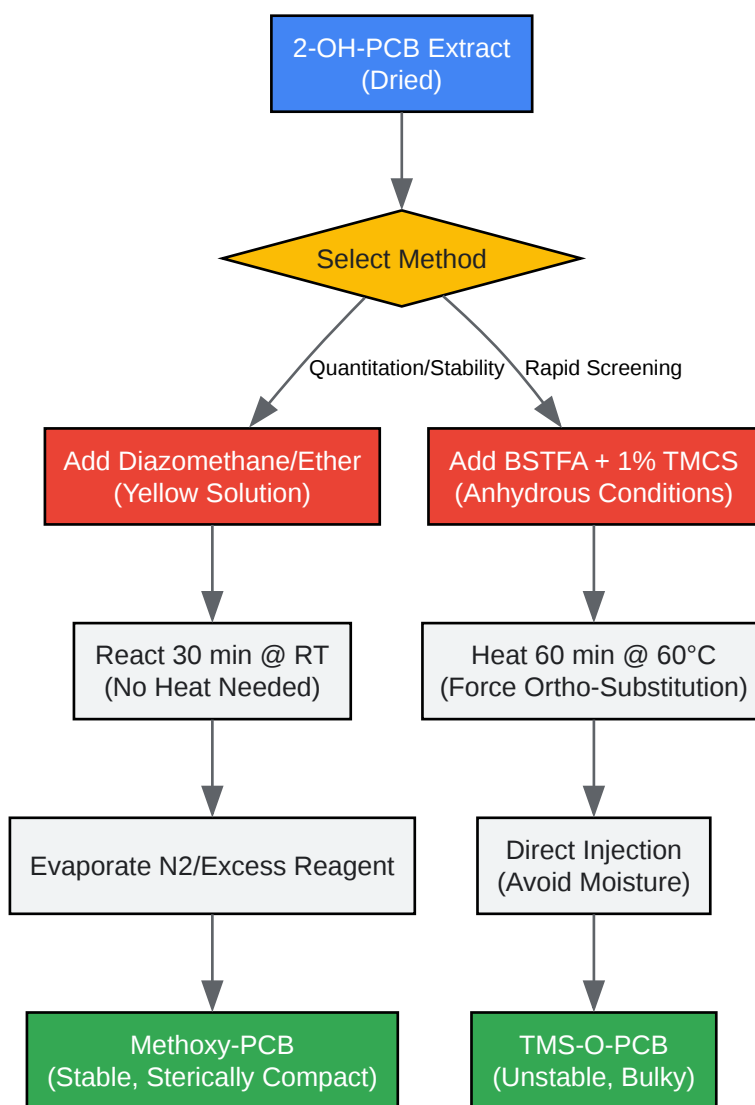 2-OH-PCB Extract
(Dried)
Select Method
Quantitation/Stability
Rapid Screening
Add Diazomethane/Ether
(Yellow Solution)
Add BSTFA + 1% TMCS
(Anhydrous Conditions)
React 30 min @ RT
(No Heat Needed)
Heat 60 min @ 60°C
(Force Ortho-Substitution)
Evaporate N2/Excess Reagent
Direct Injection
(Avoid Moisture)
Methoxy-PCB
(Stable, Sterically Compact)
TMS-O-PCB
(Unstable, Bulky)